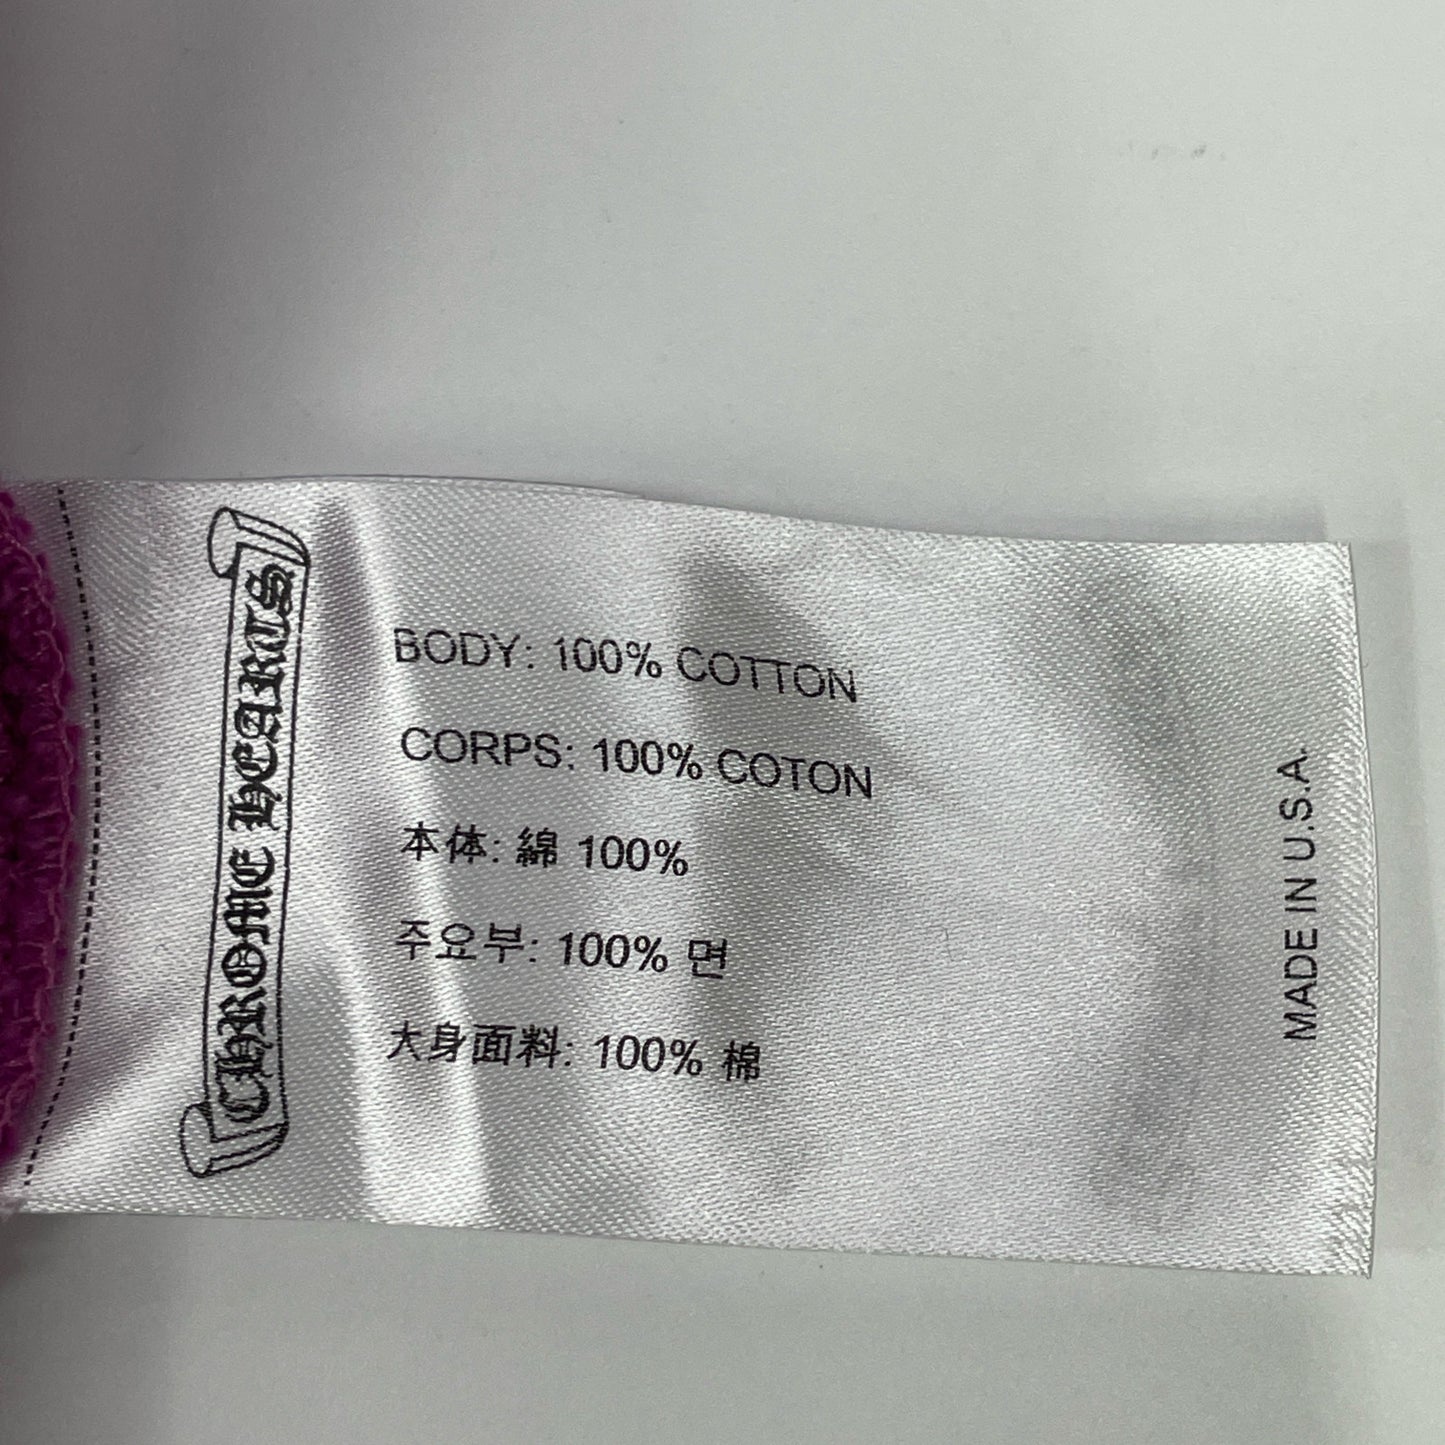 CHROME HEARTS
BODY: 100% COTTON
CORPS: 100% COTON
本体: 綿 100%
주요부: 100% 면
大身面料: 100% 棉
MADE IN U.S.A.